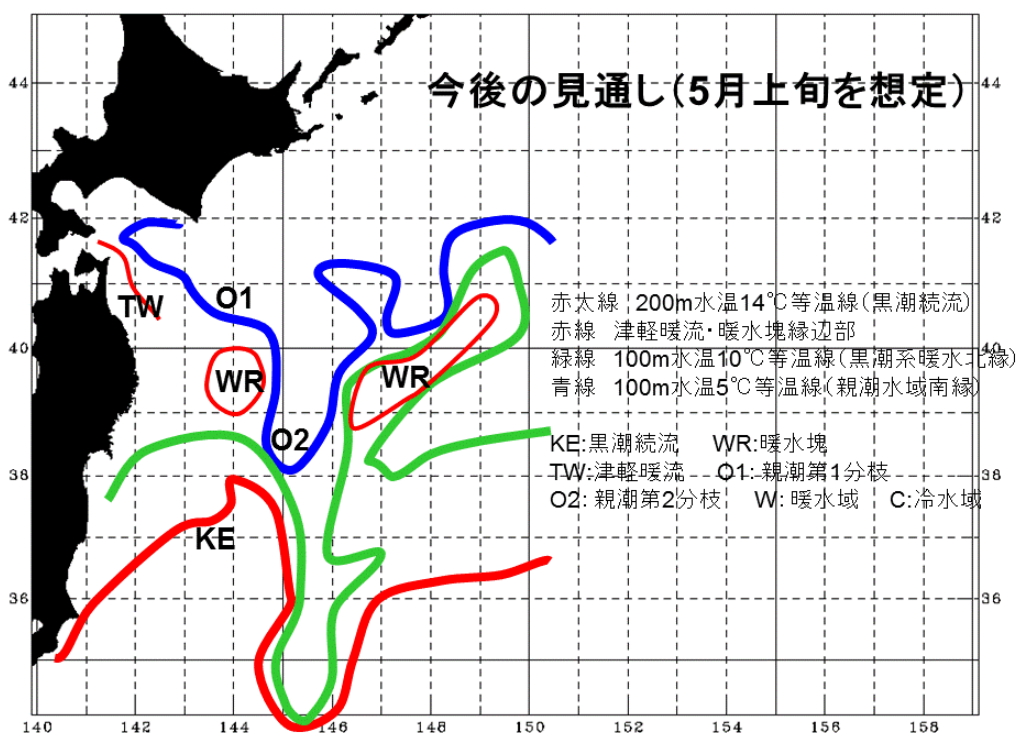 今後の見通し(5月上旬を想定)
44
44
43
43
42
42
41
41
40
40
39
39
38
38
36
36
TW
O1
WR
WR
O2
KE
赤太線 200m水温14℃等温線(黒潮続流)
赤線 津軽暖流・暖水塊縁辺部
緑線 100m水温10℃等温線(黒潮系暖水北縁)
青線 100m水温5℃等温線(親潮水域南縁)
KE:黒潮続流 WR:暖水塊
TW:津軽暖流 O1:親潮第1分枝
O2:親潮第2分枝 W:暖水域 C:冷水域
140 142 144 146 148 150 152 154 156 158